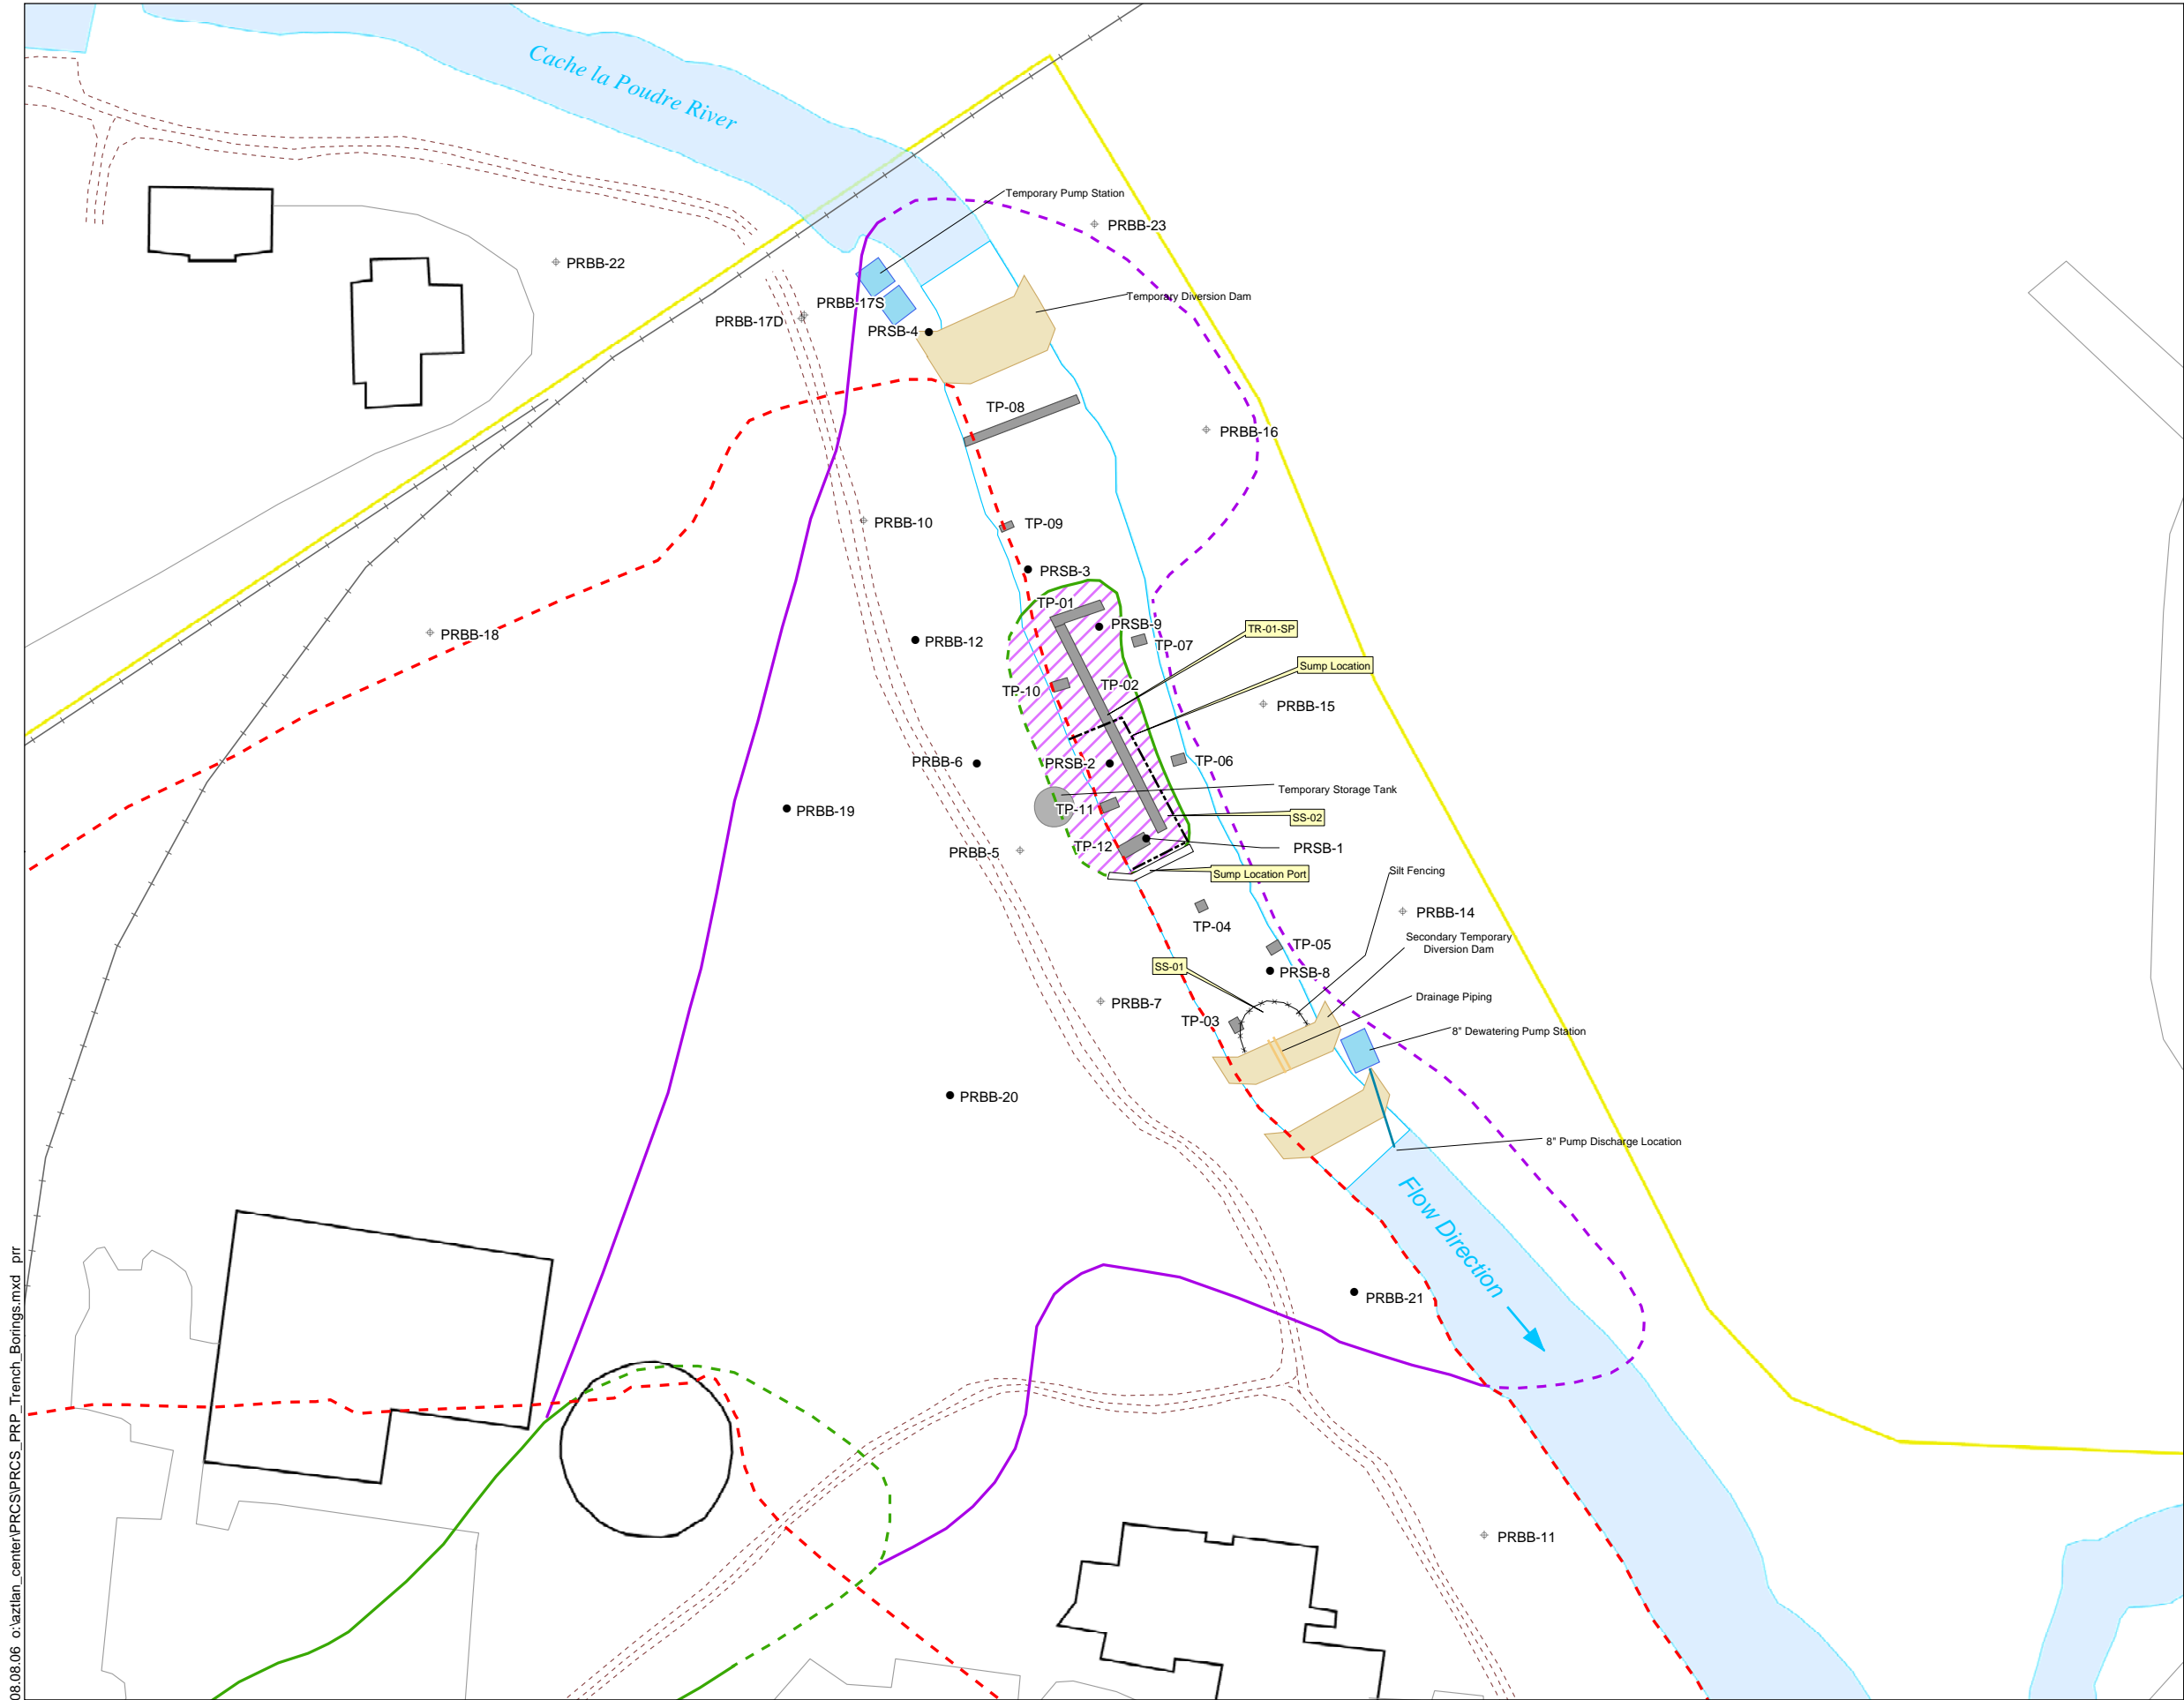 Cache la Poudre River
Temporary Pump Station
PRBB-23
PRBB-22
Temporary Diversion Dam
PRBB-17S
PRBB-17D
PRSB-4
TP-08
PRBB-16
PRBB-10
TP-09
PRSB-3
TP-01
PRSB-9
TR-01-SP
PRBB-18
PRBB-12
TP-07
Sump Location
TP-10
TP-02
PRBB-15
PRBB-6
PRSB-2
TP-06
Temporary Storage Tank
PRBB-19
TP-11
SS-02
PRBB-5
TP-12
PRSB-1
Sump Location Port
Silt Fencing
PRBB-14
TP-04
Secondary Temporary
Diversion Dam
TP-05
SS-01
PRSB-8
Drainage Piping
PRBB-7
TP-03
8" Dewatering Pump Station
PRBB-20
8" Pump Discharge Location
Flow Direction
PRBB-21
PRBB-11
08.08.06 o:\aztlan_center\PRCS\PRCS_PRP_Trench_Borings.mxd prr